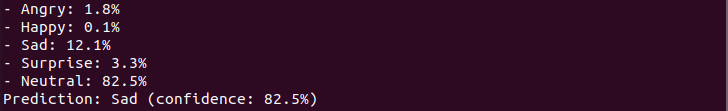 - Angry: 1.8%
- Happy: 0.1%
- Sad: 12.1%
- Surprise: 3.3%
- Neutral: 82.5%
Prediction: Sad (confidence: 82.5%)